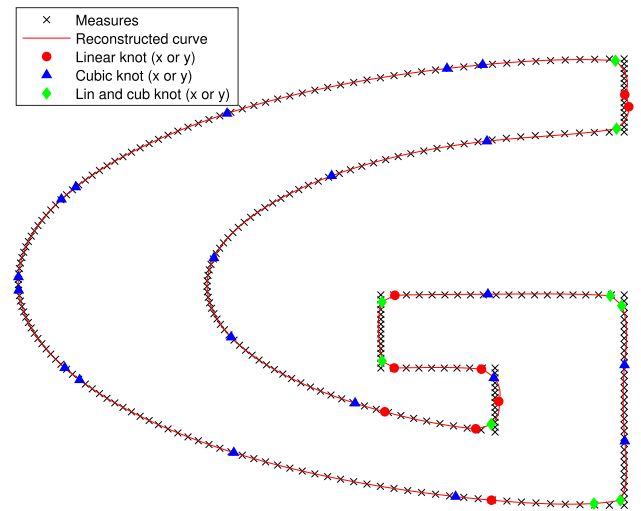 Measures
Reconstructed curve
Linear knot (x or y)
Cubic knot (x or y)
Lin and cub knot (x or y)